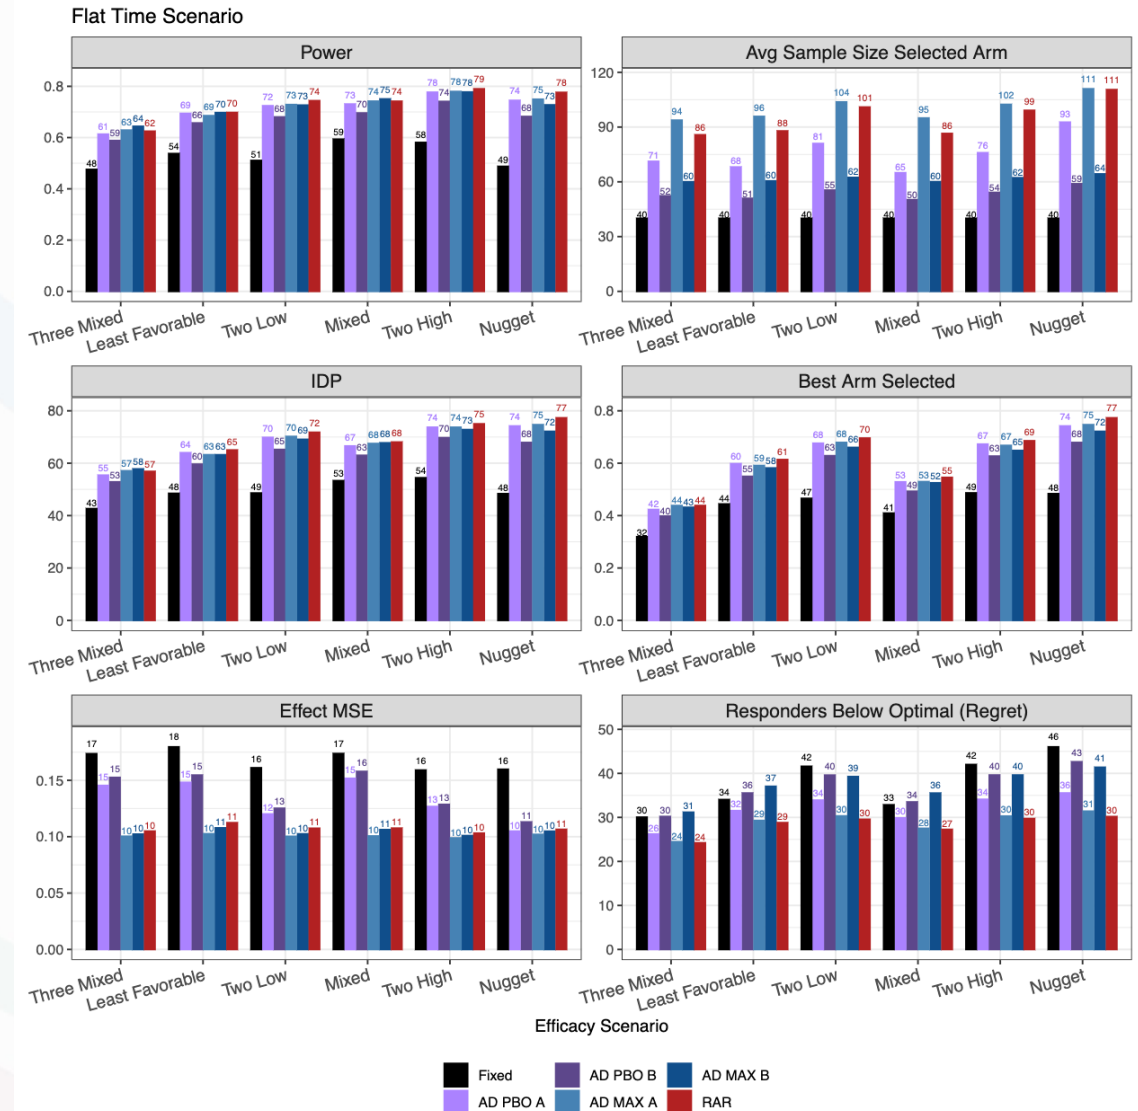 Flat Time Scenario
Power
0.8
0.6
0.4
0.2
0.0
48 61 59 63 64 62
54 69 66 69 70 70
51 72 68 73 73 74
59 73 70 74 75 74
58 78 74 78 78 79
49 74 68 75 73 78
Three Mixed Least Favorable Two Low Mixed Two High Nugget
Avg Sample Size Selected Arm
120
90
60
30
0
40 71 52 94 60 86
40 68 51 96 60 88
40 81 55 104 62 101
40 65 50 95 60 86
40 76 54 102 62 99
40 93 59 111 64 111
Three Mixed Least Favorable Two Low Mixed Two High Nugget
IDP
80
60
40
20
0
43 55 53 57 58 57
48 64 60 63 63 65
49 70 65 70 69 72
53 67 63 68 68 68
54 74 70 74 73 75
48 74 68 75 72 77
Three Mixed Least Favorable Two Low Mixed Two High Nugget
Best Arm Selected
0.8
0.6
0.4
0.2
0.0
32 42 40 44 43 44
44 60 55 59 58 61
47 68 63 68 66 70
41 53 49 53 52 55
49 67 63 67 65 69
48 74 68 75 72 77
Three Mixed Least Favorable Two Low Mixed Two High Nugget
Effect MSE
0.15
0.10
0.05
0.00
17 15 15 10 10 10
18 15 15 10 11 11
16 12 13 10 10 11
17 15 16 10 11 11
16 13 13 10 10 10
16 10 11 10 10 11
Three Mixed Least Favorable Two Low Mixed Two High Nugget
Responders Below Optimal (Regret)
50
40
30
20
10
0
30 26 30 24 31 24
34 32 36 29 37 29
42 34 40 30 39 30
33 30 34 28 36 27
42 34 40 30 40 30
46 36 43 31 41 30
Three Mixed Least Favorable Two Low Mixed Two High Nugget
Efficacy Scenario
Fixed AD PBO B AD MAX B
AD PBO A AD MAX A RAR